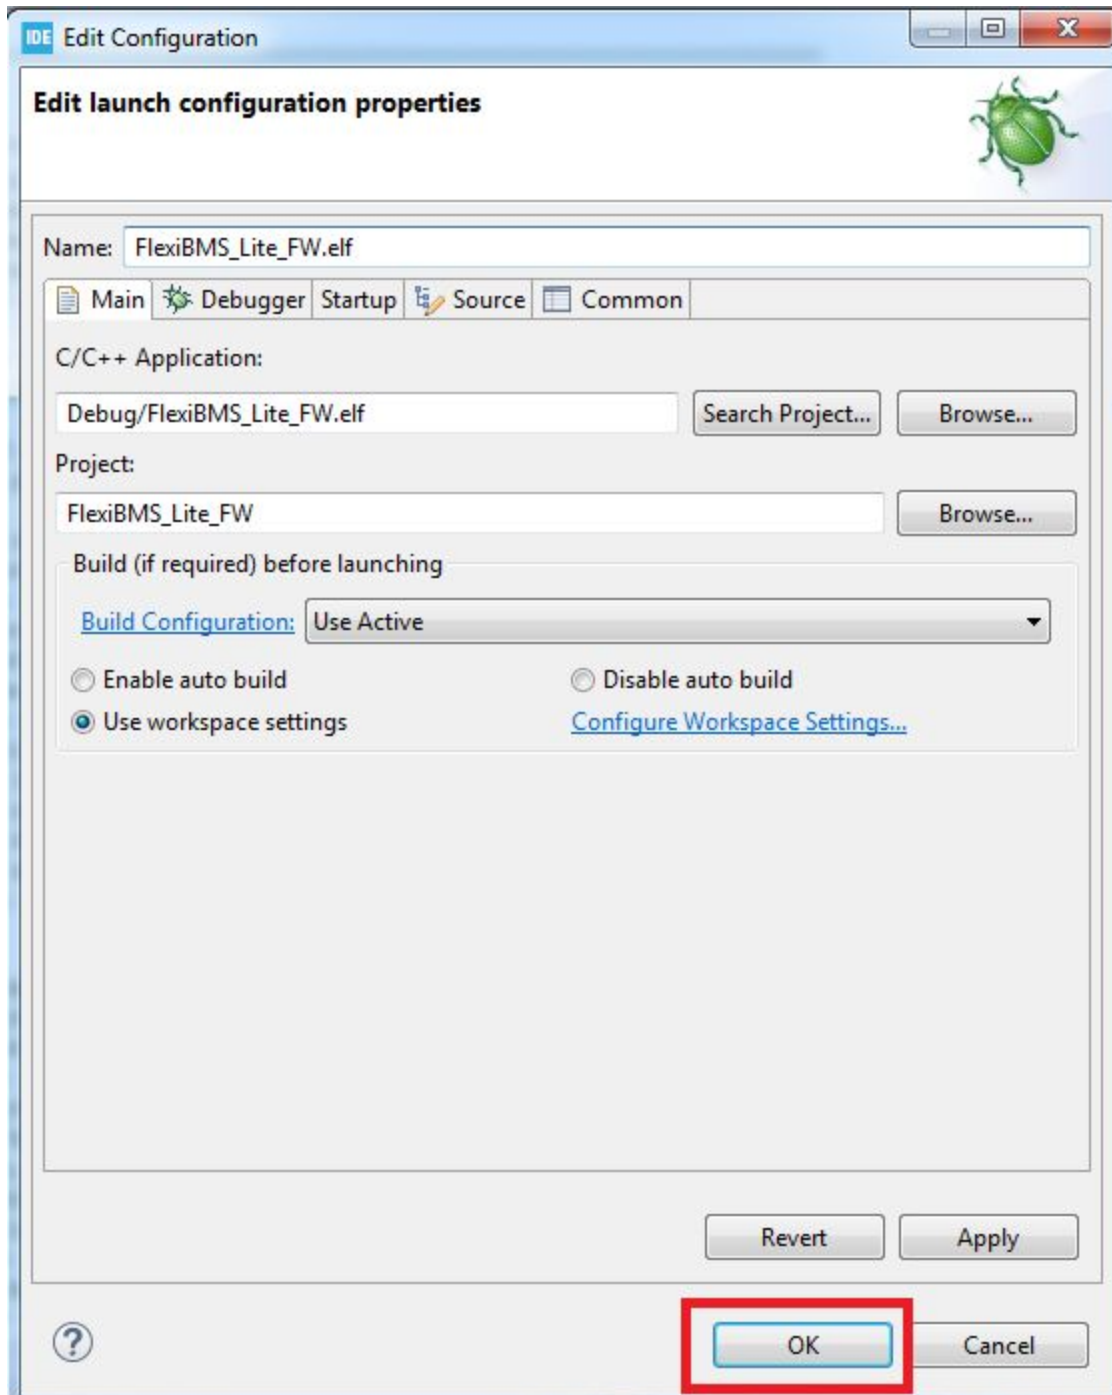 IDE Edit Configuration
Edit launch configuration properties
Name: FlexiBMS_Lite_FW.elf
Main Debugger Startup Source Common
C/C++ Application:
Debug/FlexiBMS_Lite_FW.elf Search Project... Browse...
Project:
FlexiBMS_Lite_FW Browse...
Build (if required) before launching
Build Configuration: Use Active
Enable auto build Disable auto build
Use workspace settings Configure Workspace Settings...
Revert Apply
? OK Cancel